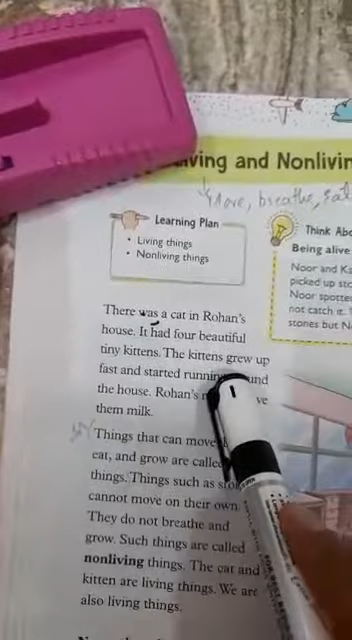 Living and Nonlivin
Move, breathe, eat
Learning Plan
• Living things
• Nonliving things
Think Abo
Being alive
Noor and Ka
picked up sto
Noor spotte
not catch it.
stones but N
There was a cat in Rohan's
house. It had four beautiful
tiny kittens. The kittens grew up
fast and started runnin und
the house. Rohan's ve
them milk.
Things that can move
eat, and grow are calle
things. Things such as sto
cannot move on their own
They do not breathe and
grow. Such things are called
nonliving things. The cat and
kitten are living things. We are
also living things.